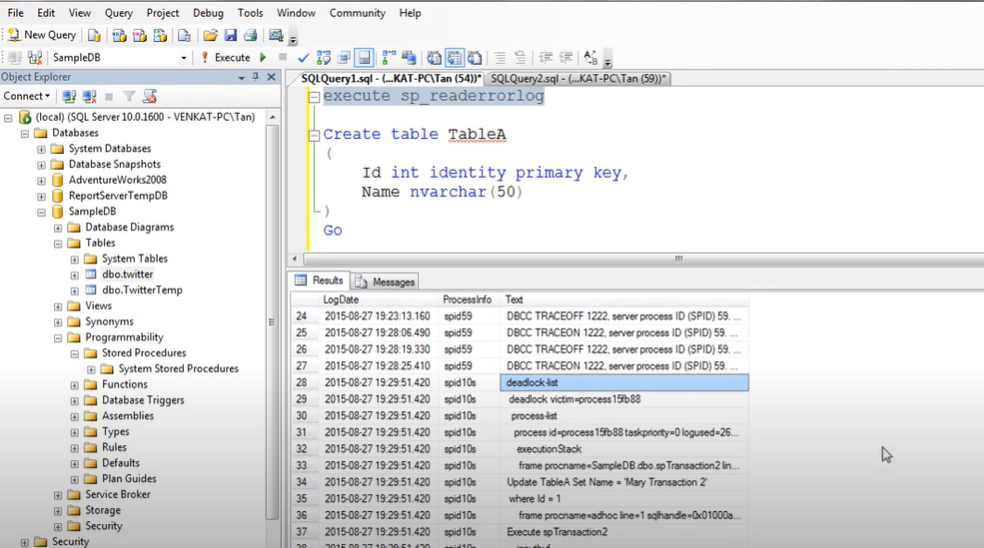 File Edit View Query Project Debug Tools Window Community Help
New Query
SampleDB Execute
Object Explorer
Connect
(local) (SQL Server 10.0.1600 - VENKAT-PC\Tan)
Databases
System Databases
Database Snapshots
AdventureWorks2008
ReportServerTempDB
SampleDB
Database Diagrams
Tables
System Tables
dbo.twitter
dbo.TwitterTemp
Views
Synonyms
Programmability
Stored Procedures
System Stored Procedures
Functions
Database Triggers
Assemblies
Types
Rules
Defaults
Plan Guides
Service Broker
Storage
Security
Security
SQLQuery1.sql - (...KAT-PC\Tan (54))* SQLQuery2.sql - (...KAT-PC\Tan (59))*
execute sp_readerrorlog
Create table TableA
(
Id int identity primary key,
Name nvarchar(50)
)
Go
Results Messages
LogDate ProcessInfo Text
24 2015-08-27 19:23:13.160 spid59 DBCC TRACEOFF 1222, server process ID (SPID) 59. ...
25 2015-08-27 19:28:06.490 spid59 DBCC TRACEON 1222, server process ID (SPID) 59. ...
26 2015-08-27 19:28:19.330 spid59 DBCC TRACEOFF 1222, server process ID (SPID) 59. ...
27 2015-08-27 19:28:25.410 spid59 DBCC TRACEON 1222, server process ID (SPID) 59. ...
28 2015-08-27 19:29:51.420 spid10s deadlock-list
29 2015-08-27 19:29:51.420 spid10s deadlock victim=process15fb88
30 2015-08-27 19:29:51.420 spid10s process-list
31 2015-08-27 19:29:51.420 spid10s process id=process15fb88 taskpriority=0 logused=26...
32 2015-08-27 19:29:51.420 spid10s executionStack
33 2015-08-27 19:29:51.420 spid10s frame procname=SampleDB.dbo.spTransaction2 lin...
34 2015-08-27 19:29:51.420 spid10s Update TableA Set Name = 'Mary Transaction 2'
35 2015-08-27 19:29:51.420 spid10s where Id = 1
36 2015-08-27 19:29:51.420 spid10s frame procname=adhoc line=1 sqlhandle=0x01000a...
37 2015-08-27 19:29:51.420 spid10s Execute spTransaction2